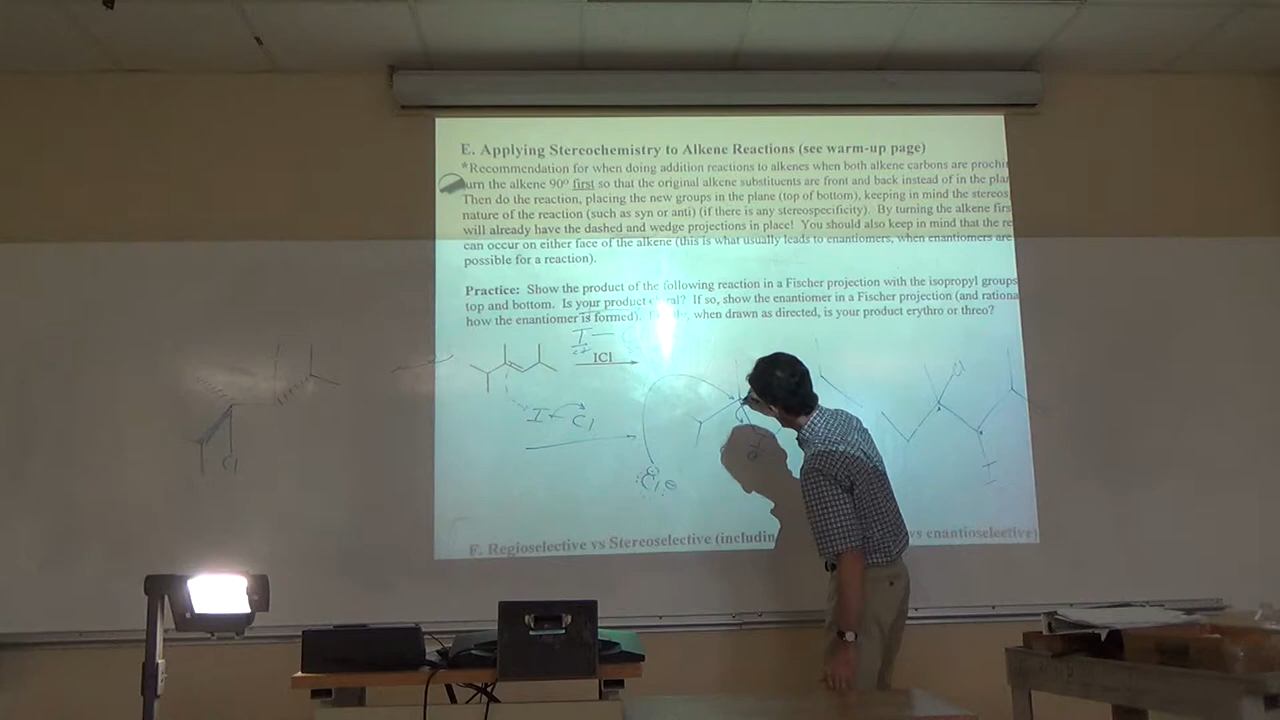 E. Applying Stereochemistry to Alkene Reactions (see warm-up page)
*Recommendation for when doing addition reactions to alkenes when both alkene carbons are prochir
urn the alkene 90° first so that the original alkene substituents are front and back instead of in the plan
Then do the reaction, placing the new groups in the plane (top of bottom), keeping in mind the stereos
nature of the reaction (such as syn or anti) (if there is any stereospecificity). By turning the alkene firs
will already have the dashed and wedge projections in place! You should also keep in mind that the re
can occur on either face of the alkene (this is what usually leads to enantiomers, when enantiomers are
possible for a reaction).
Practice: Show the product of the following reaction in a Fischer projection with the isopropyl groups
top and bottom. Is your product If so, show the enantiomer in a Fischer projection (and rationa
how the enantiomer is formed). when drawn as directed, is your product erythro or threo?
I
ICl
I Cl
Cl
Cl
Cl
I
F. Regioselective vs Stereoselective (includin vs enantioselective)